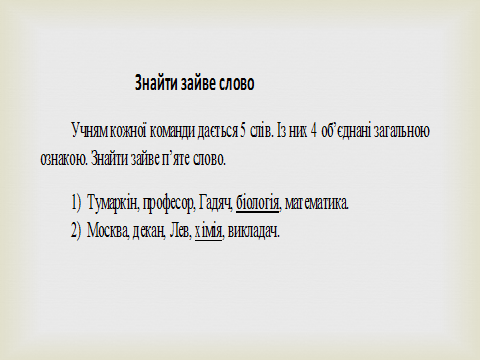 Знайти зайве слово
Учням кожної команди дається 5 слів. Із них 4 об’єднані загальною
ознакою. Знайти зайве п’яте слово.
1) Тумаркін, професор, Гадяч, біологія, математика.
2) Москва, декан, Лев, хімія, викладач.